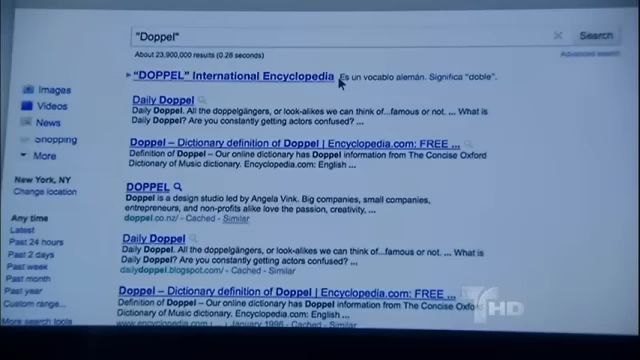 "Doppel"
Search
About 23,900,000 results (0.26 seconds)
Advanced search
"DOPPEL" International Encyclopedia Es un vocablo alemán. Significa "doble".
Images
Videos
News
Shopping
More
New York, NY
Change location
Any time
Latest
Past 24 hours
Past 2 days
Past week
Past month
Past year
Custom range...
More search tools
Daily Doppel
Daily Doppel. All the doppelgängers, or look-alikes we can think of...famous or not. ... What is
Daily Doppel? Are you constantly getting actors confused? ...
Doppel – Dictionary definition of Doppel | Encyclopedia.com: FREE ...
Definition of Doppel – Our online dictionary has Doppel information from The Concise Oxford
Dictionary of Music dictionary. Encyclopedia.com: English ...
DOPPEL
Doppel is a design studio led by Angela Vink. Big companies, small companies,
entrepreneurs, and non-profits alike love the passion, creativity, ...
doppel.co.nz/ - Cached - Similar
Daily Doppel
Daily Doppel. All the doppelgängers, or look-alikes we can think of...famous or not. ... What is
Daily Doppel? Are you constantly getting actors confused? ...
dailydoppel.blogspot.com/ - Cached - Similar
Doppel – Dictionary definition of Doppel | Encyclopedia.com: FREE ...
Definition of Doppel – Our online dictionary has Doppel information from The Concise Oxford
Dictionary of Music dictionary. Encyclopedia.com: English ...
www.encyclopedia.com January 1996 - Cached - Similar
HD